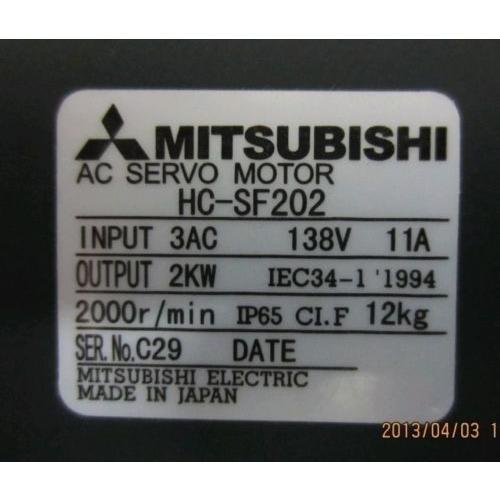 MITSUBISHI
AC SERVO MOTOR
HC-SF202
INPUT 3AC 138V 11A
OUTPUT 2KW IEC34-1 '1994
2000r/min IP65 CI.F 12kg
SER.No.C29 DATE
MITSUBISHI ELECTRIC
MADE IN JAPAN
2013/04/03 1